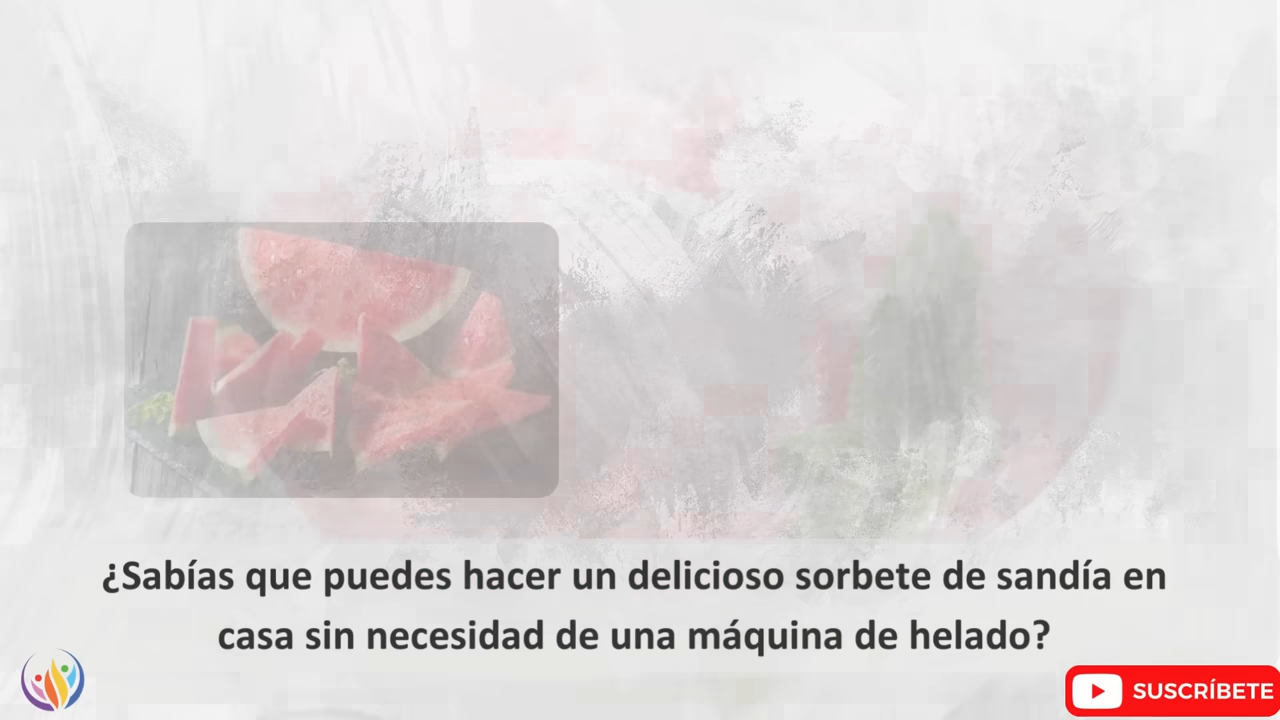 ¿Sabías que puedes hacer un delicioso sorbete de sandía en
casa sin necesidad de una máquina de helado?
SUSCRÍBETE